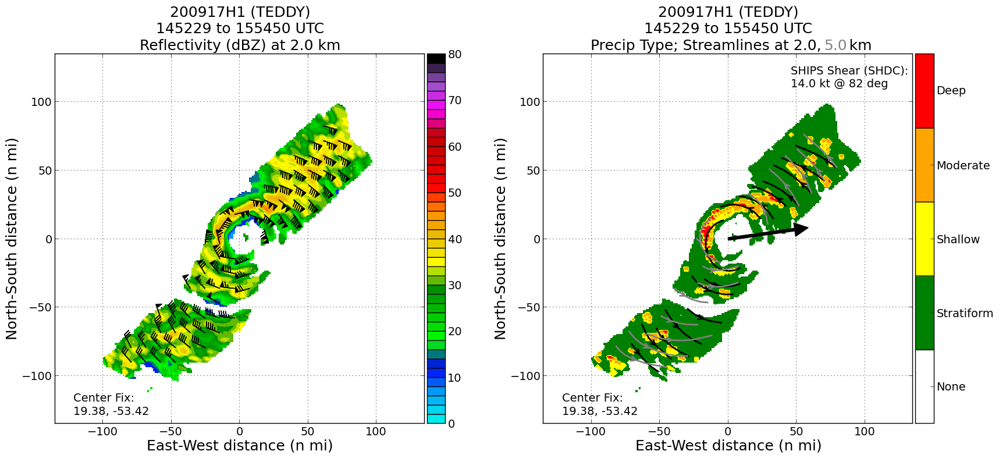 200917H1 (TEDDY)
145229 to 155450 UTC
Reflectivity (dBZ) at 2.0 km
North-South distance (n mi)
100
50
0
−50
−100
−100
−50
0
50
100
East-West distance (n mi)
Center Fix:
19.38, -53.42
80
70
60
50
40
30
20
10
0
200917H1 (TEDDY)
145229 to 155450 UTC
Precip Type; Streamlines at 2.0, 5.0 km
SHIPS Shear (SHDC):
14.0 kt @ 82 deg
North-South distance (n mi)
100
50
0
−50
−100
−100
−50
0
50
100
East-West distance (n mi)
Center Fix:
19.38, -53.42
Deep
Moderate
Shallow
Stratiform
None